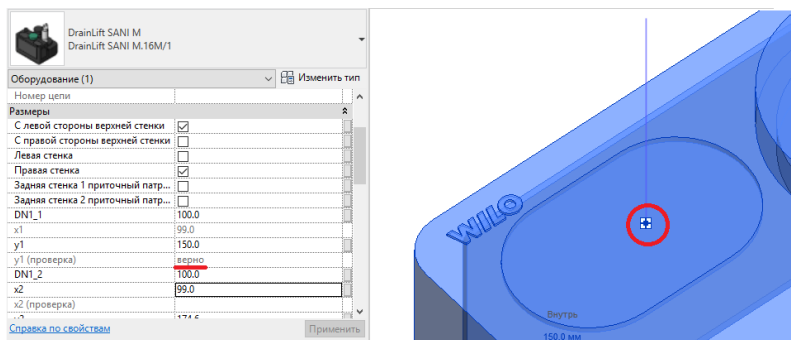 DrainLift SANI M
DrainLift SANI M.16M/1
Оборудование (1)
Изменить тип
Номер цепи
Размеры
С левой стороны верхней стенки
С правой стороны верхней стенки
Левая стенка
Правая стенка
Задняя стенка 1 приточный патр...
Задняя стенка 2 приточный патр...
DN1_1 100.0
x1 99.0
y1 150.0
y1 (проверка) верно
DN1_2 100.0
x2 99.0
x2 (проверка)
Справка по свойствам
Применить
WILO
Внутрь
150.0 мм